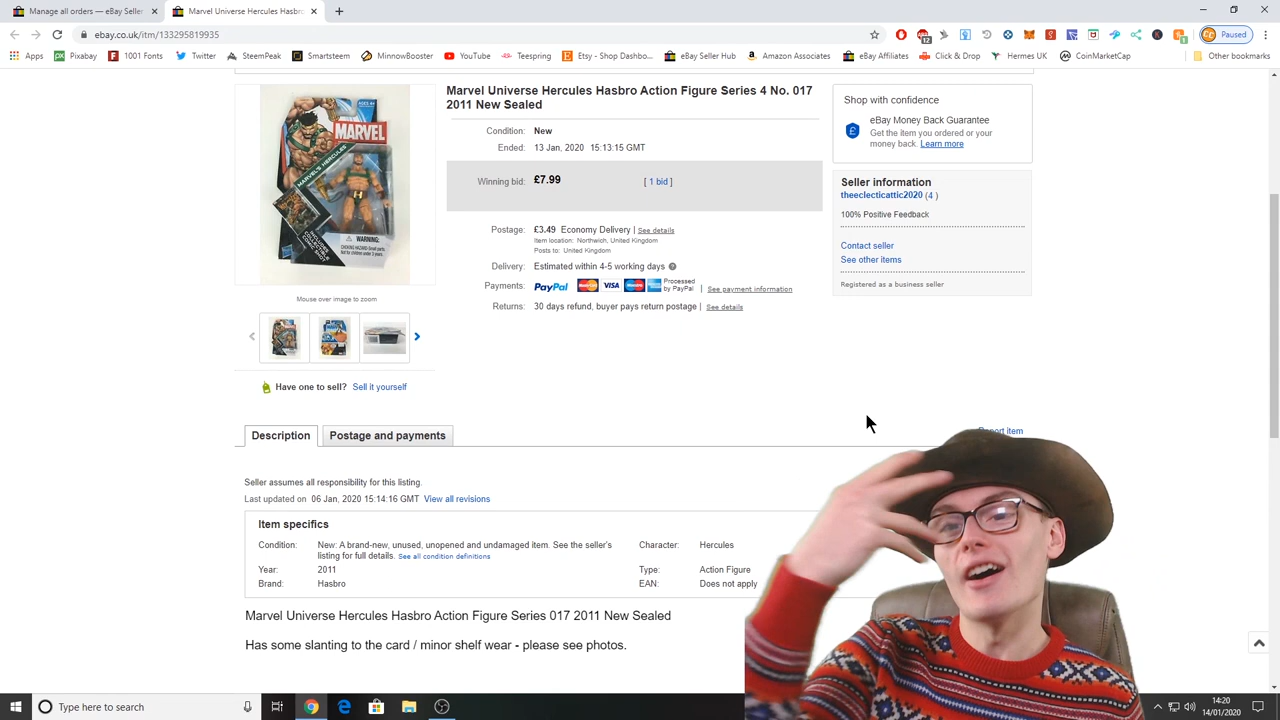 Manage all orders — eBay Seller
Marvel Universe Hercules Hasbro
ebay.co.uk/itm/133295819935
12
1
Paused
Apps
Pixabay
1001 Fonts
Twitter
SteemPeak
Smartsteem
MinnowBooster
YouTube
Teespring
Etsy - Shop Dashbo...
eBay Seller Hub
Amazon Associates
eBay Affiliates
Click & Drop
Hermes UK
CoinMarketCap
Other bookmarks
Marvel Universe Hercules Hasbro Action Figure Series 4 No. 017
2011 New Sealed
Condition: New
Ended: 13 Jan, 2020 15:13:15 GMT
Winning bid: £7.99 [ 1 bid ]
Postage: £3.49 Economy Delivery | See details
Item location: Northwich, United Kingdom
Posts to: United Kingdom
Delivery: Estimated within 4-5 working days
Payments: PayPal VISA Processed by PayPal | See payment information
Returns: 30 days refund, buyer pays return postage | See details
MARVEL
MARVEL'S HERCULES
WARNING:
Mouse over image to zoom
Have one to sell? Sell it yourself
Shop with confidence
eBay Money Back Guarantee
Get the item you ordered or your
money back. Learn more
Seller information
theeclecticattic2020 (4 )
100% Positive Feedback
Contact seller
See other items
Registered as a business seller
Description
Postage and payments
Report item
Seller assumes all responsibility for this listing.
Last updated on 06 Jan, 2020 15:14:16 GMT View all revisions
Item specifics
Condition: New: A brand-new, unused, unopened and undamaged item. See the seller's
listing for full details. See all condition definitions
Character: Hercules
Year: 2011
Type: Action Figure
Brand: Hasbro
EAN: Does not apply
Marvel Universe Hercules Hasbro Action Figure Series 017 2011 New Sealed
Has some slanting to the card / minor shelf wear - please see photos.
Type here to search
14:20
14/01/2020